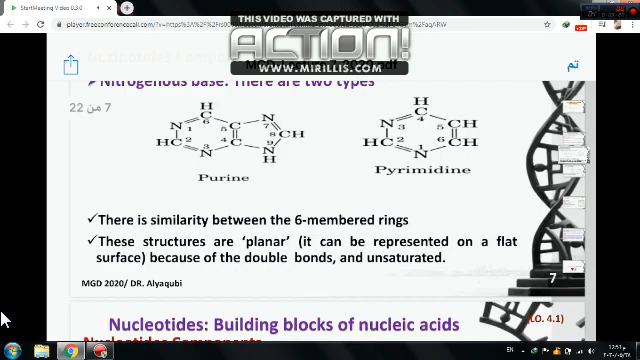 StartMeeting Video 0.3.0
THIS VIDEO WAS CAPTURED WITH
ACTION!
WWW.MIRILLIS.COM
تم
Nitrogenous base: There are two types
7 من 22
H
C
6
N
1
5
C
N
7
8
CH
HC
2
3
N
4
C
9
N
H
Purine
H
C
4
N
3
5
CH
HC
2
1
N
6
CH
Pyrimidine
✓There is similarity between the 6-membered rings
✓These structures are ‘planar’ (it can be represented on a flat
surface) because of the double bonds, and unsaturated.
7
MGD 2020/ DR. Alyaqubi
Nucleotides: Building blocks of nucleic acids
(LO. 4.1)
Nucleotides Components
EN